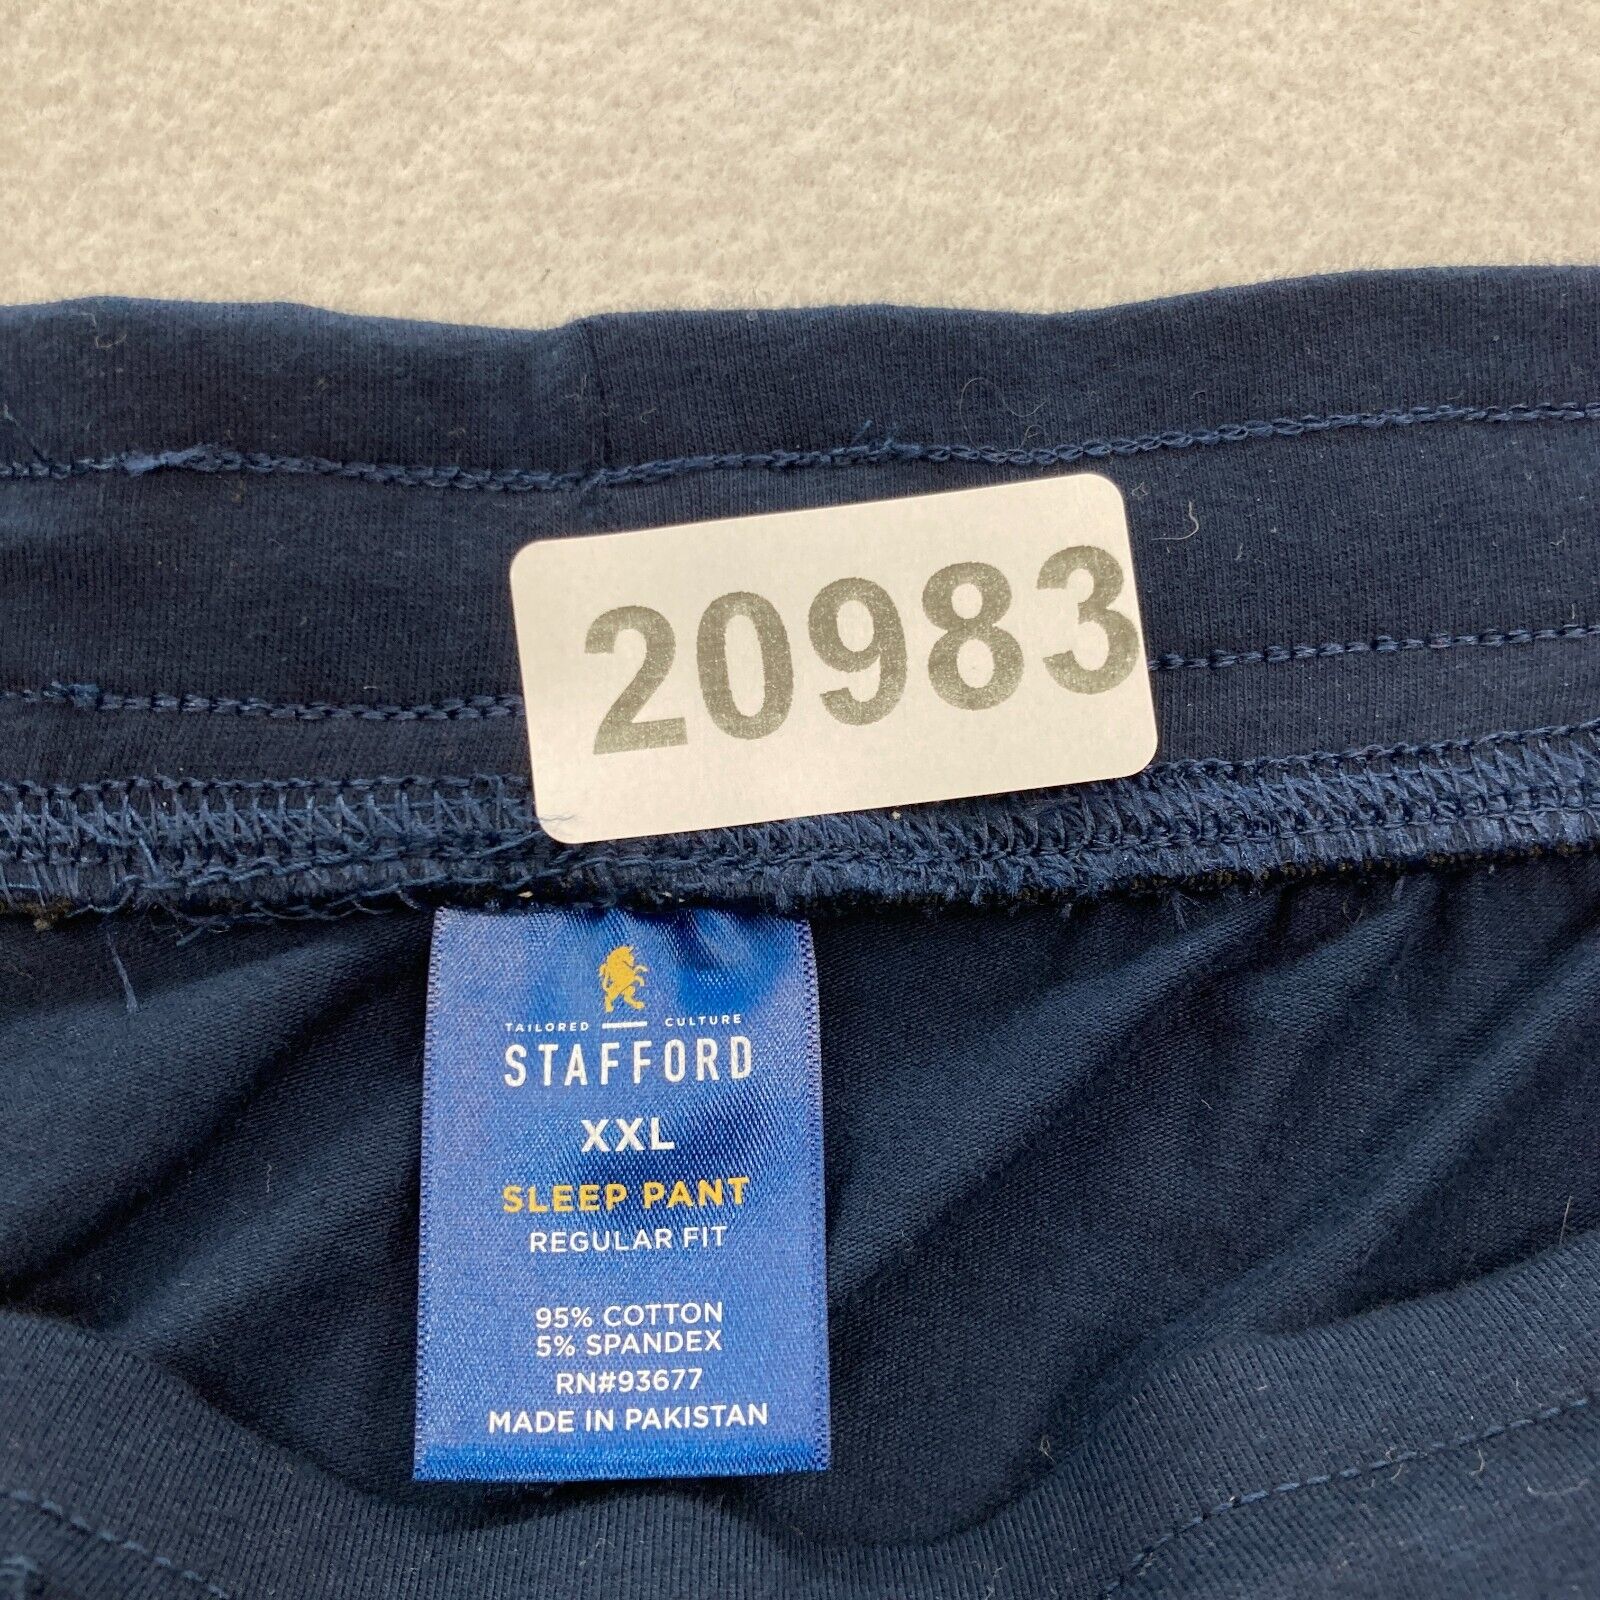 20983
TAILORED CULTURE
STAFFORD
XXL
SLEEP PANT
REGULAR FIT
95% COTTON
5% SPANDEX
RN#93677
MADE IN PAKISTAN